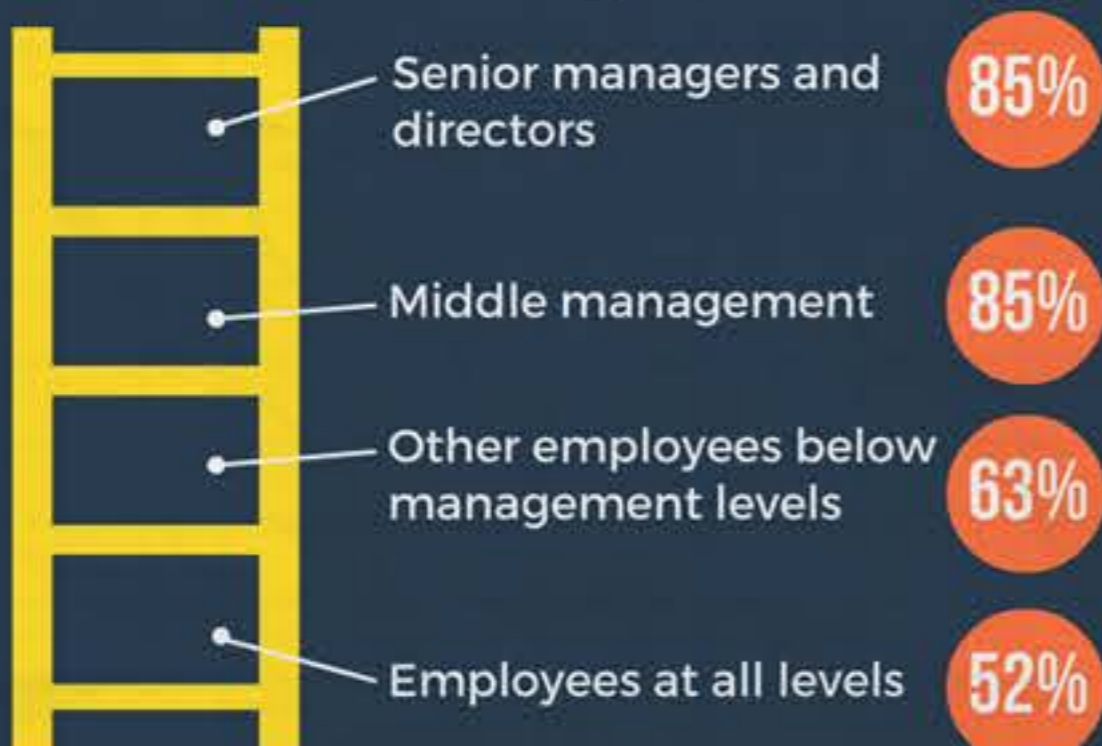 Senior managers and
directors
85%
Middle management
85%
Other employees below
management levels
63%
Employees at all levels
52%